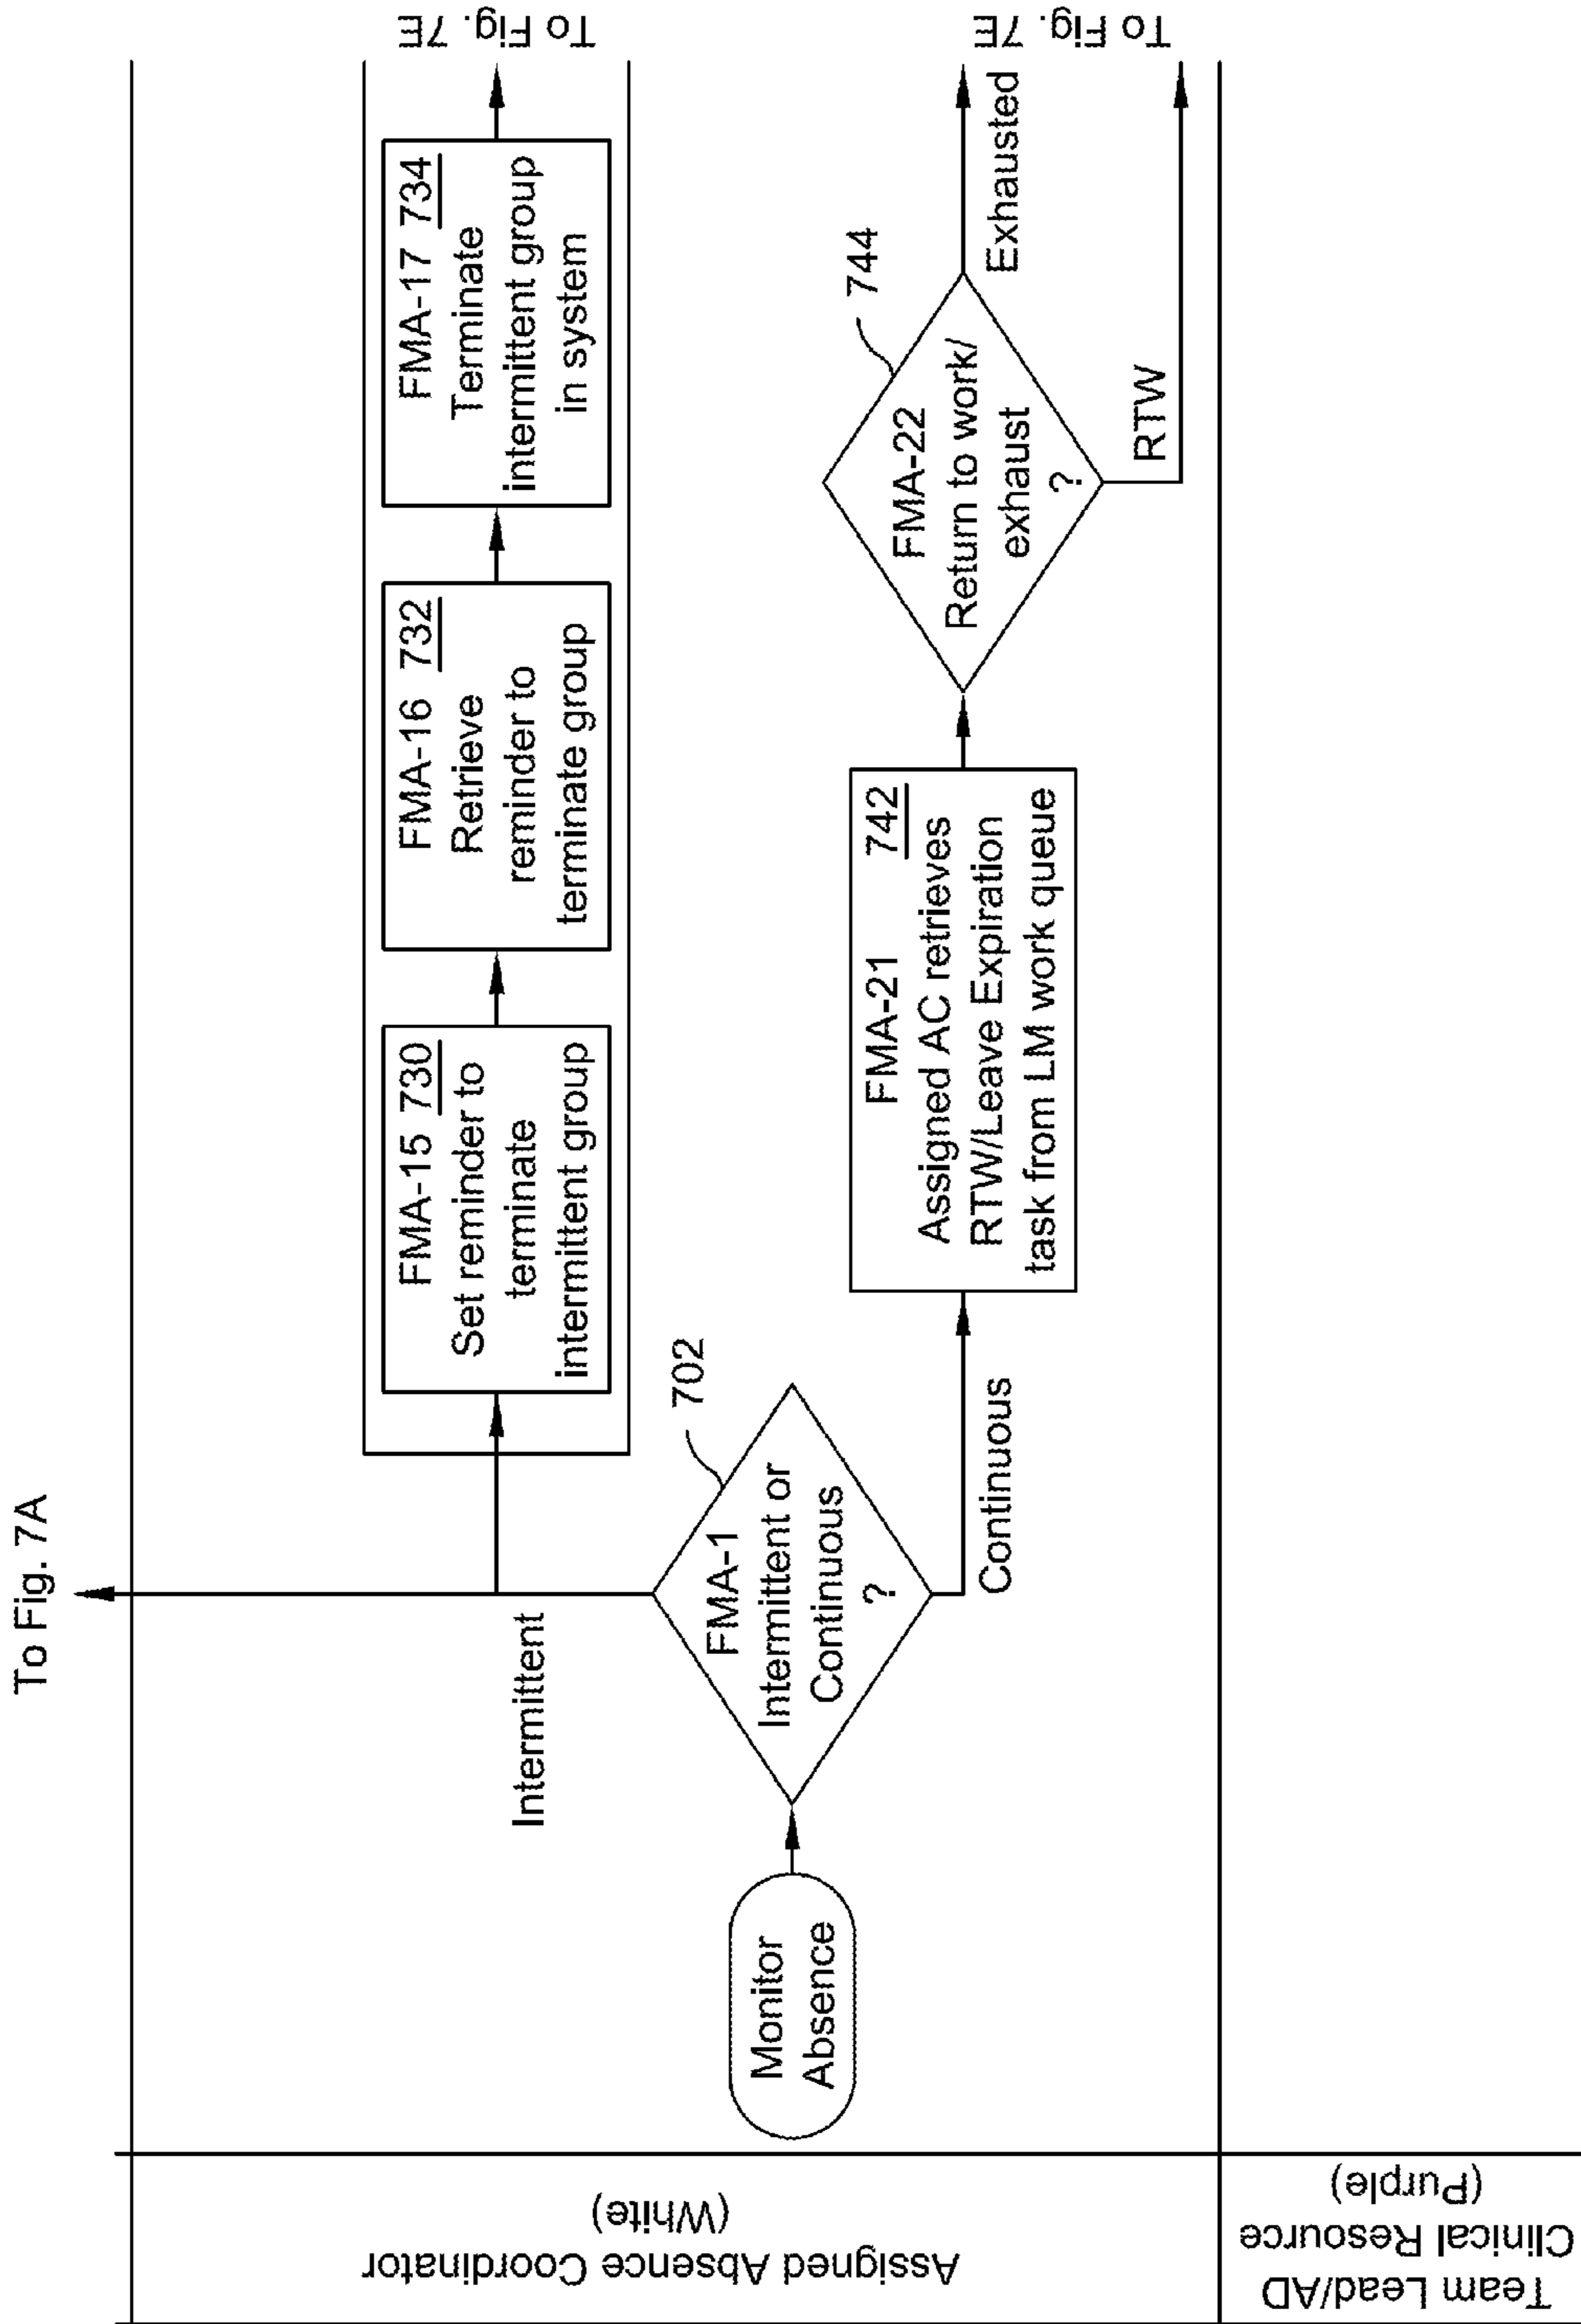 To Fig. 7A
Assigned Absence Coordinator
(White)
Team Lead/AD
Clinical Resource
(Purple)
Monitor
Absence
702
FMA-1
Intermittent or
Continuous
?
Intermittent
Continuous
FMA-15 730
Set reminder to
terminate
intermittent group
FMA-16 732
Retrieve
reminder to
terminate group
FMA-17 734
Terminate
intermittent group
in system
To Fig. 7E
FMA-21 742
Assigned AC retrieves
RTW/Leave Expiration
task from LM work queue
744
FMA-22
Return to work/
exhaust
?
Exhausted
RTW
To Fig. 7E